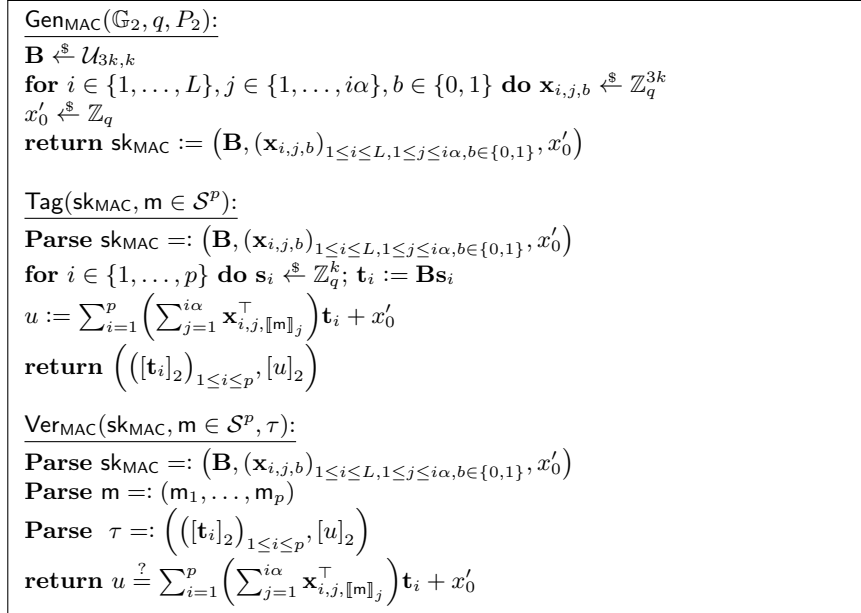 Gen_MAC(𝔾₂, q, P₂):
𝐁 ←$ 𝒰_{3k,k}
for i ∈ {1, …, L}, j ∈ {1, …, iα}, b ∈ {0, 1} do 𝐱_{i,j,b} ←$ ℤ_q^{3k}
x′₀ ←$ ℤ_q
return sk_MAC := (𝐁, (𝐱_{i,j,b})_{1≤i≤L,1≤j≤iα,b∈{0,1}}, x′₀)
Tag(sk_MAC, m ∈ 𝒮^p):
Parse sk_MAC =: (𝐁, (𝐱_{i,j,b})_{1≤i≤L,1≤j≤iα,b∈{0,1}}, x′₀)
for i ∈ {1, …, p} do 𝐬_i ←$ ℤ_q^k; 𝐭_i := 𝐁𝐬_i
u := ∑_{i=1}^{p} (∑_{j=1}^{iα} 𝐱^⊤_{i,j,⟦m⟧_j}) 𝐭_i + x′₀
return (([𝐭_i]₂)_{1≤i≤p}, [u]₂)
Ver_MAC(sk_MAC, m ∈ 𝒮^p, τ):
Parse sk_MAC =: (𝐁, (𝐱_{i,j,b})_{1≤i≤L,1≤j≤iα,b∈{0,1}}, x′₀)
Parse m =: (m₁, …, m_p)
Parse τ =: (([𝐭_i]₂)_{1≤i≤p}, [u]₂)
return u ≟ ∑_{i=1}^{p} (∑_{j=1}^{iα} 𝐱^⊤_{i,j,⟦m⟧_j}) 𝐭_i + x′₀